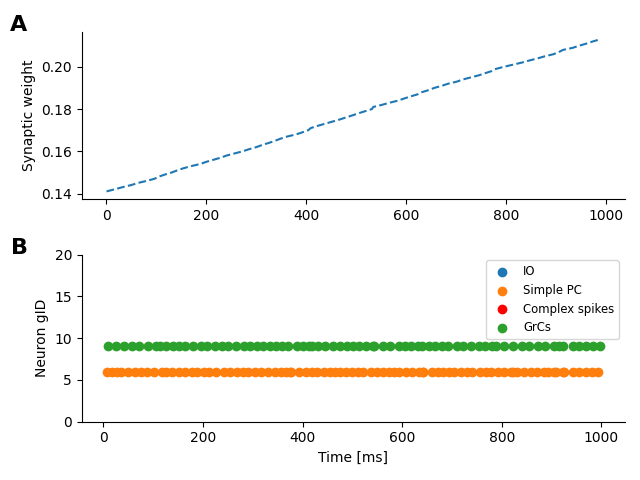 A
Synaptic weight
0.20
0.18
0.16
0.14
0 200 400 600 800 1000
B
Neuron gID
20
15
10
5
0
IO
Simple PC
Complex spikes
GrCs
0 200 400 600 800 1000
Time [ms]